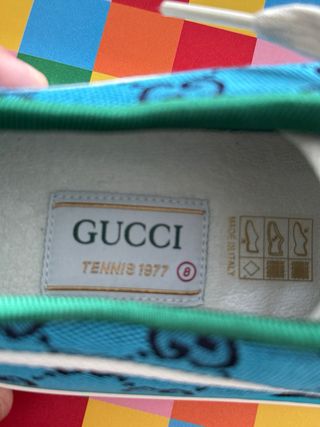 GUCCI
TENNIS 1977 8
MADE IN ITALY